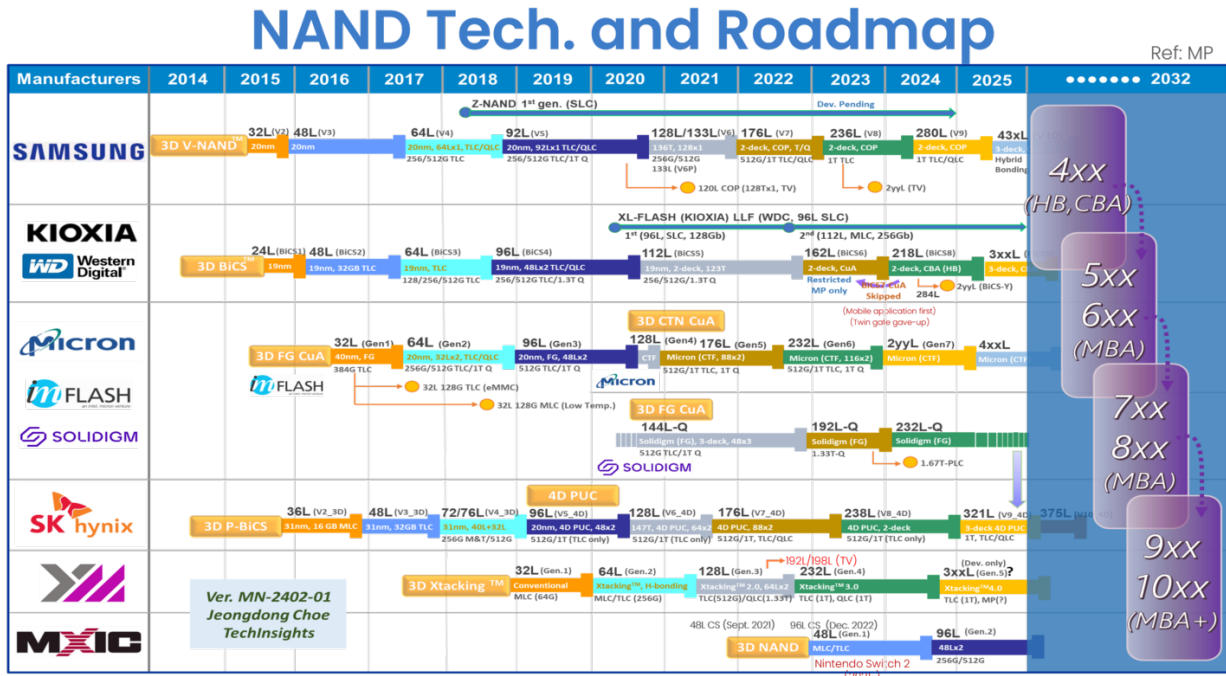 NAND Tech. and Roadmap
Ref: MP
Manufacturers 2014 2015 2016 2017 2018 2019 2020 2021 2022 2023 2024 2025 ······· 2032
Z-NAND 1st gen. (SLC) Dev. Pending
32L (V2) 48L (V3) 64L (V4) 92L (V5) 128L/133L (V6) 176L (V7) 236L (V8) 280L (V9) 43xL
SAMSUNG
3D V-NAND™ 20nm 20nm 20nm, 64Lx1, TLC/QLC 20nm, 92Lx1 TLC/QLC 136T, 128x1 2-deck, COP, T/Q 2-deck, COP 2-deck, COP 3-deck,
256/512G TLC 256/512G TLC/1T Q 256G/512G 512G/1T TLC/QLC 1T TLC 1T TLC/QLC Hybrid
133L (V6P) Bonding
120L COP (128Tx1, TV) 2yyL (TV)
4xx
(HB,CBA)
XL-FLASH (KIOXIA) LLF (WDC, 96L SLC)
1st (96L, SLC, 128Gb) 2nd (112L, MLC, 256Gb)
KIOXIA
WD Western Digital®
24L (BiCS1) 48L (BiCS2) 64L (BiCS3) 96L (BiCS4) 112L (BiCS5) 162L (BiCS6) 218L (BiCS8) 3xxL
3D BiCS™ 19nm 19nm, 32GB TLC 19nm, TLC 19nm, 48Lx2 TLC/QLC 19nm, 2-deck, 123T 2-deck, CuA 2-deck, CBA (HB) 3-deck,
128/256/512G TLC 256/512G TLC/1.3T Q 256/512G/1.3T Q Restricted MP only BiCS7 CuA Skipped 284L 2yyL (BiCS-Y)
(Mobile application first)
(Twin gate gave-up)
5xx
6xx
(MBA)
3D CTN CuA
Micron
32L (Gen1) 64L (Gen2) 96L (Gen3) 128L (Gen4) 176L (Gen5) 232L (Gen6) 2yyL (Gen7) 4xxL
3D FG CuA 40nm, FG 20nm, 32Lx2, TLC/QLC 20nm, FG, 48Lx2 CTF Micron (CTF, 88x2) Micron (CTF, 116x2) Micron (CTF) Micron (CTF
384G TLC 256G/512G TLC/1T Q 512G TLC/1T Q 512G/1T TLC, 1T Q 512G/1T TLC, 1T Q
im FLASH
an Intel, Micron venture
im FLASH
Micron
32L 128G TLC (eMMC)
32L 128G MLC (Low Temp.)
3D FG CuA
SOLIDIGM
144L-Q 192L-Q 232L-Q
Solidigm (FG), 3-deck, 48x3 Solidigm (FG) Solidigm (FG)
512G TLC/1T Q 1.33T-Q
1.67T-PLC
SOLIDIGM
7xx
8xx
(MBA)
4D PUC
SK hynix
36L (V2_3D) 48L (V3_3D) 72/76L (V4_3D) 96L (V5_4D) 128L (V6_4D) 176L (V7_4D) 238L (V8_4D) 321L (V9_4D) 375L
3D P-BiCS 31nm, 16 GB MLC 31nm, 32GB TLC 31nm, 40L+32L 20nm, 4D PUC, 48x2 147T, 4D PUC, 64x2 4D PUC, 88x2 4D PUC, 2-deck 3-deck 4D PUC
256G M&T/512G 512G/1T (TLC only) 512G/1T (TLC only) 512G/1T, TLC/QLC 512G/1T (TLC only) 1T, TLC/QLC
9xx
10xx
(MBA+)
192L/198L (TV) (Dev. only)
32L (Gen.1) 64L (Gen.2) 128L (Gen.3) 232L (Gen.4) 3xxL (Gen.5)?
3D Xtacking™ Conventional Xtacking™, H-bonding Xtacking™ 2.0, 64Lx2 Xtacking™3.0 Xtacking™4.0
MLC (64G) MLC/TLC (256G) TLC(512G)/QLC(1.33T) TLC (1T), QLC (1T) TLC (1T), MP(?)
Ver. MN-2402-01
Jeongdong Choe
TechInsights
MXIC
48L CS (Sept. 2021) 96L CS (Dec. 2022)
48L (Gen.1) 96L (Gen.2)
3D NAND MLC/TLC 48Lx2
256G/512G
Nintendo Switch 2